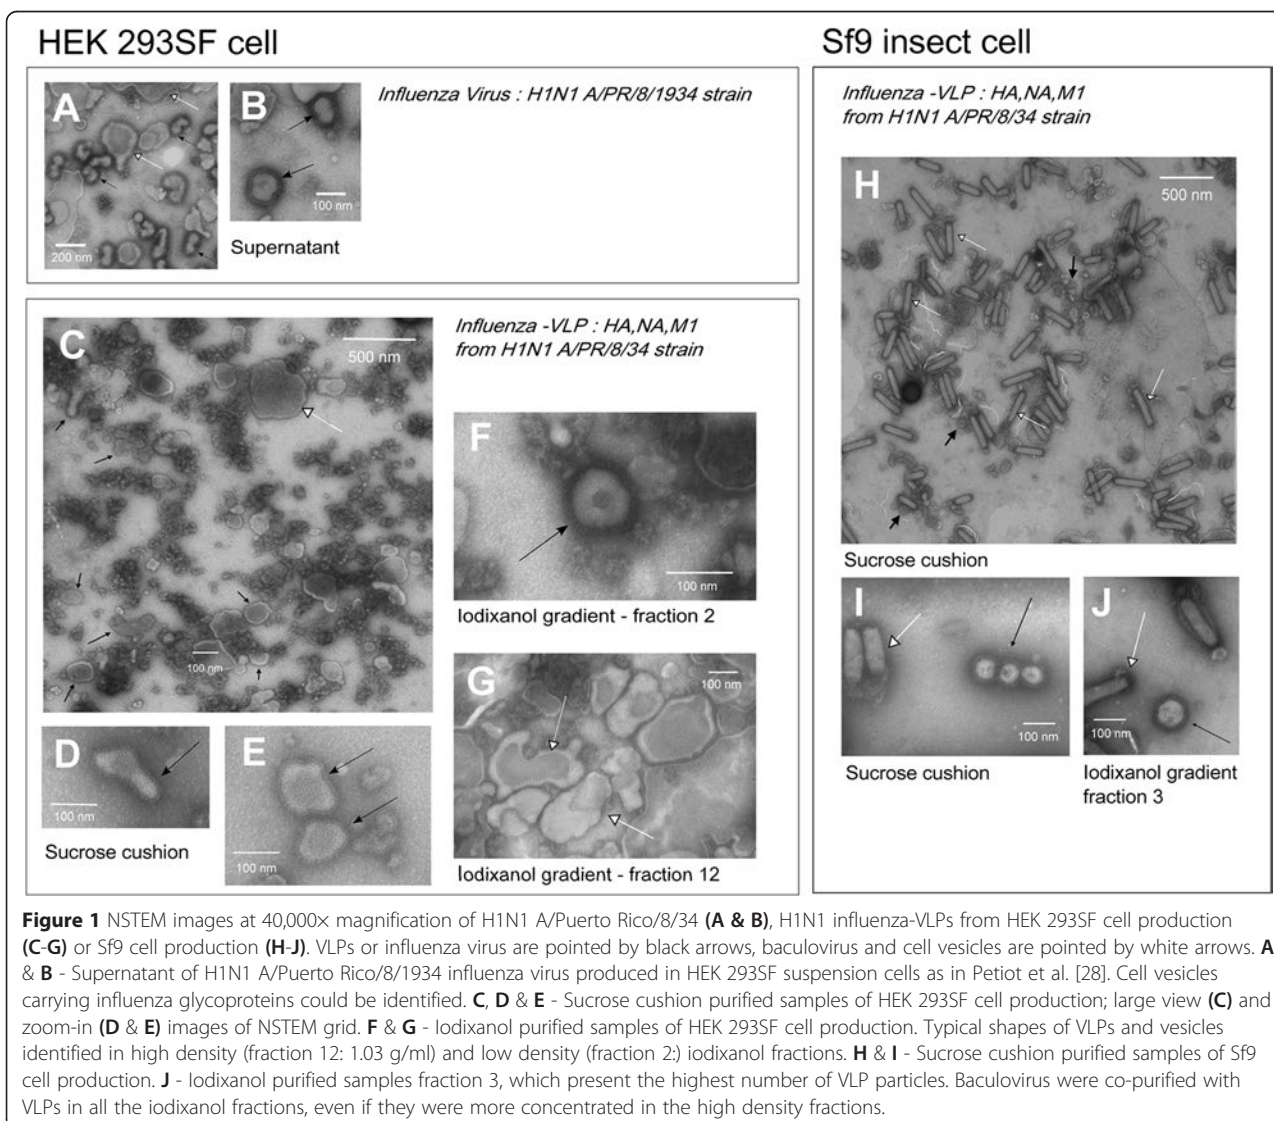 HEK 293SF cell
A
200 nm
B
100 nm
Supernatant
Influenza Virus : H1N1 A/PR/8/1934 strain
C
500 nm
100 nm
Influenza -VLP : HA,NA,M1
from H1N1 A/PR/8/34 strain
D
100 nm
Sucrose cushion
E
100 nm
F
100 nm
Iodixanol gradient - fraction 2
G
100 nm
Iodixanol gradient - fraction 12
Sf9 insect cell
Influenza -VLP : HA,NA,M1
from H1N1 A/PR/8/34 strain
H
500 nm
Sucrose cushion
I
100 nm
Sucrose cushion
J
100 nm
Iodixanol gradient
fraction 3
Figure 1 NSTEM images at 40,000× magnification of H1N1 A/Puerto Rico/8/34 (A & B), H1N1 influenza-VLPs from HEK 293SF cell production
(C-G) or Sf9 cell production (H-J). VLPs or influenza virus are pointed by black arrows, baculovirus and cell vesicles are pointed by white arrows. A
& B - Supernatant of H1N1 A/Puerto Rico/8/1934 influenza virus produced in HEK 293SF suspension cells as in Petiot et al. [28]. Cell vesicles
carrying influenza glycoproteins could be identified. C, D & E - Sucrose cushion purified samples of HEK 293SF cell production; large view (C) and
zoom-in (D & E) images of NSTEM grid. F & G - Iodixanol purified samples of HEK 293SF cell production. Typical shapes of VLPs and vesicles
identified in high density (fraction 12: 1.03 g/ml) and low density (fraction 2:) iodixanol fractions. H & I - Sucrose cushion purified samples of Sf9
cell production. J - Iodixanol purified samples fraction 3, which present the highest number of VLP particles. Baculovirus were co-purified with
VLPs in all the iodixanol fractions, even if they were more concentrated in the high density fractions.